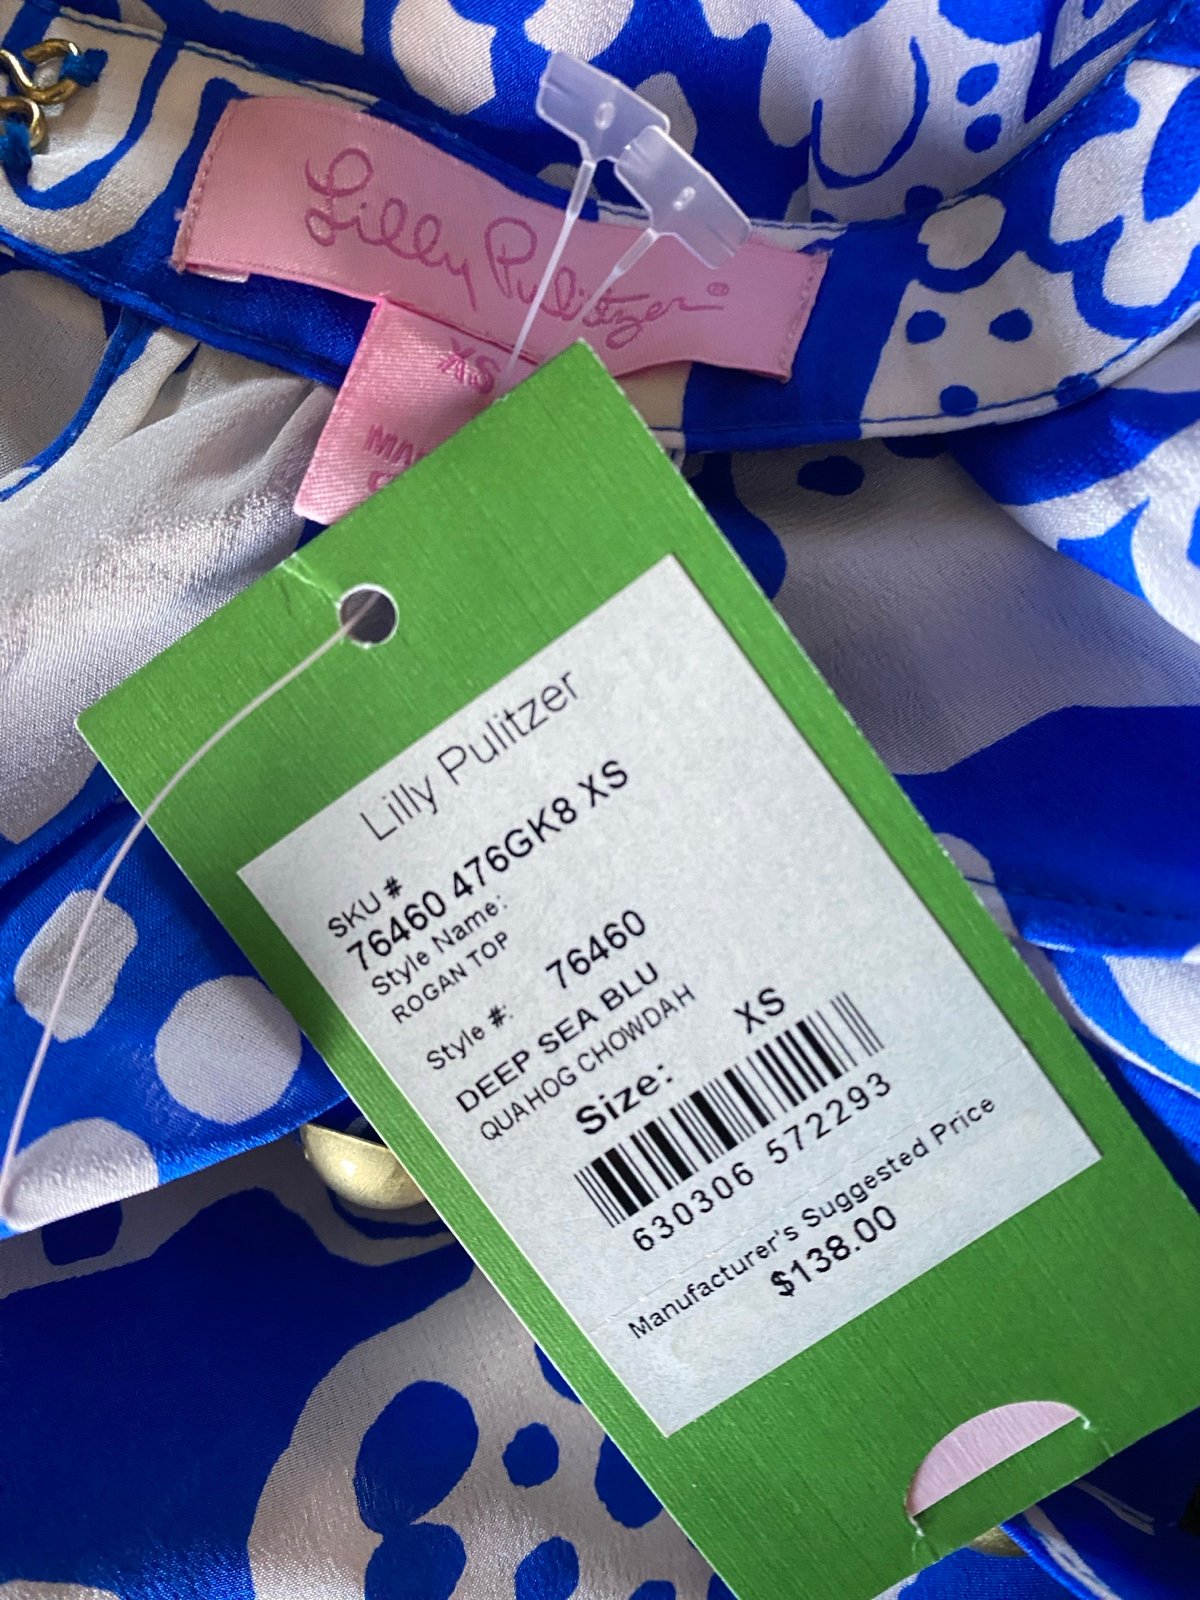 Lilly Pulitzer®
XS
Lilly Pulitzer
SKU #
76460 476GK8 XS
Style Name:
ROGAN TOP
Style #: 76460
DEEP SEA BLU
QUAHOG CHOWDAH
Size: XS
630306 572293
Manufacturer's Suggested Price
$138.00